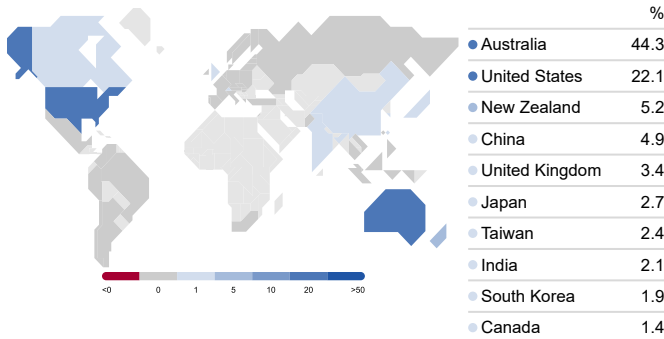 %
Australia 44.3
United States 22.1
New Zealand 5.2
China 4.9
United Kingdom 3.4
Japan 2.7
Taiwan 2.4
India 2.1
South Korea 1.9
Canada 1.4
<0 0 1 5 10 20 >50